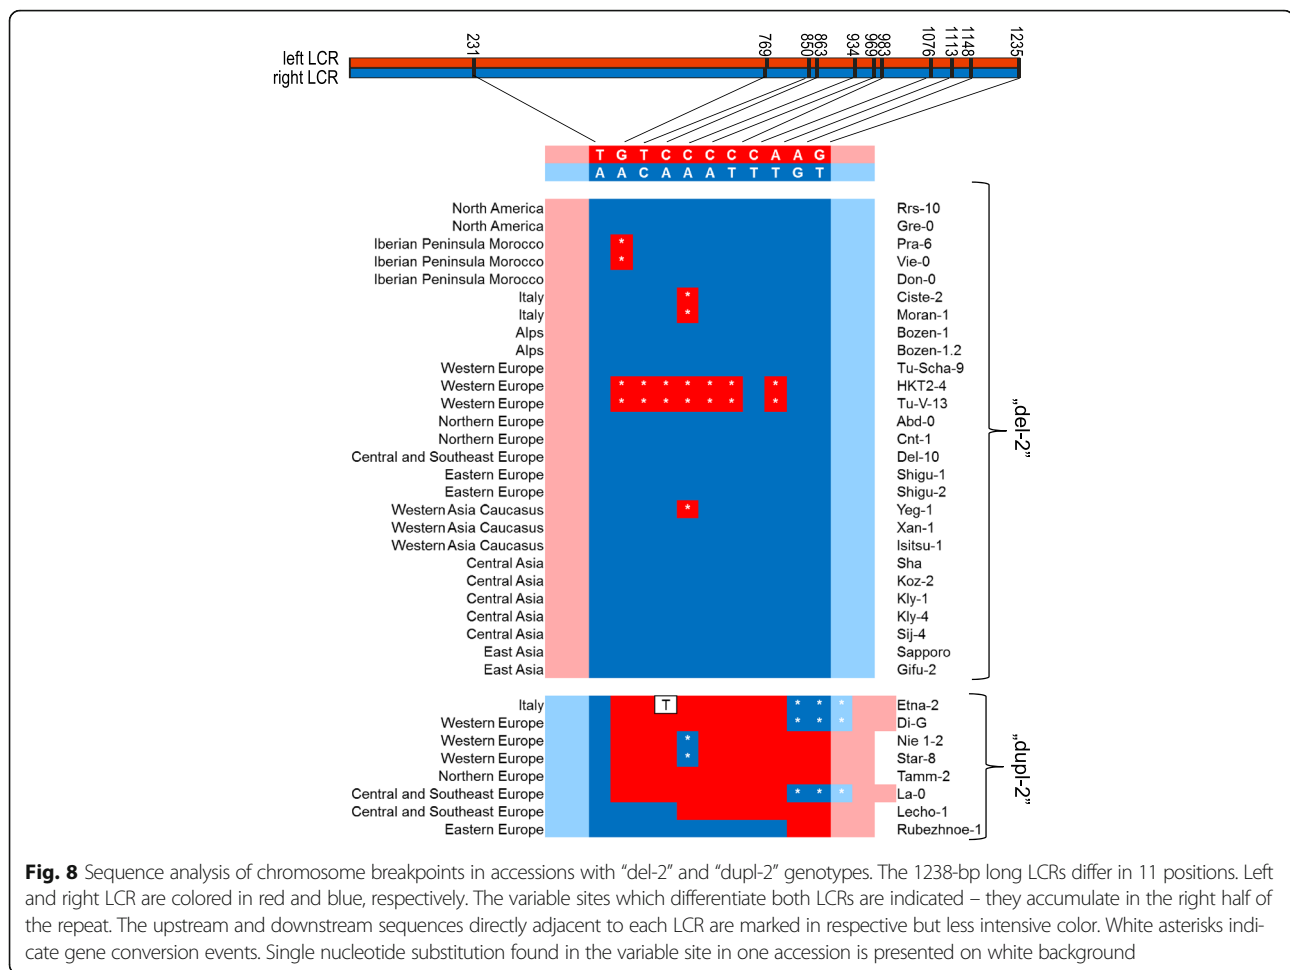 231 769 850 863 934 969 983 1076 1113 1148 1235
left LCR
right LCR
T G T C C C C C A A G
A A C A A A T T T G T
North America Rrs-10
North America Gre-0
Iberian Peninsula Morocco * Pra-6
Iberian Peninsula Morocco * Vie-0
Iberian Peninsula Morocco Don-0
Italy * Ciste-2
Italy * Moran-1
Alps Bozen-1
Alps Bozen-1.2
Western Europe Tu-Scha-9
Western Europe * * * * * * * HKT2-4
Western Europe * * * * * * * Tu-V-13
Northern Europe Abd-0
Northern Europe Cnt-1
Central and Southeast Europe Del-10
Eastern Europe Shigu-1
Eastern Europe Shigu-2
Western Asia Caucasus * Yeg-1
Western Asia Caucasus Xan-1
Western Asia Caucasus Isitsu-1
Central Asia Sha
Central Asia Koz-2
Central Asia Kly-1
Central Asia Kly-4
Central Asia Sij-4
East Asia Sapporo
East Asia Gifu-2
„del-2”
Italy T * * * Etna-2
Western Europe * * * Di-G
Western Europe * Nie 1-2
Western Europe * Star-8
Northern Europe Tamm-2
Central and Southeast Europe * * * La-0
Central and Southeast Europe Lecho-1
Eastern Europe Rubezhnoe-1
„dupl-2”
Fig. 8 Sequence analysis of chromosome breakpoints in accessions with “del-2” and “dupl-2” genotypes. The 1238-bp long LCRs differ in 11 positions. Left
and right LCR are colored in red and blue, respectively. The variable sites which differentiate both LCRs are indicated – they accumulate in the right half of
the repeat. The upstream and downstream sequences directly adjacent to each LCR are marked in respective but less intensive color. White asterisks indi-
cate gene conversion events. Single nucleotide substitution found in the variable site in one accession is presented on white background